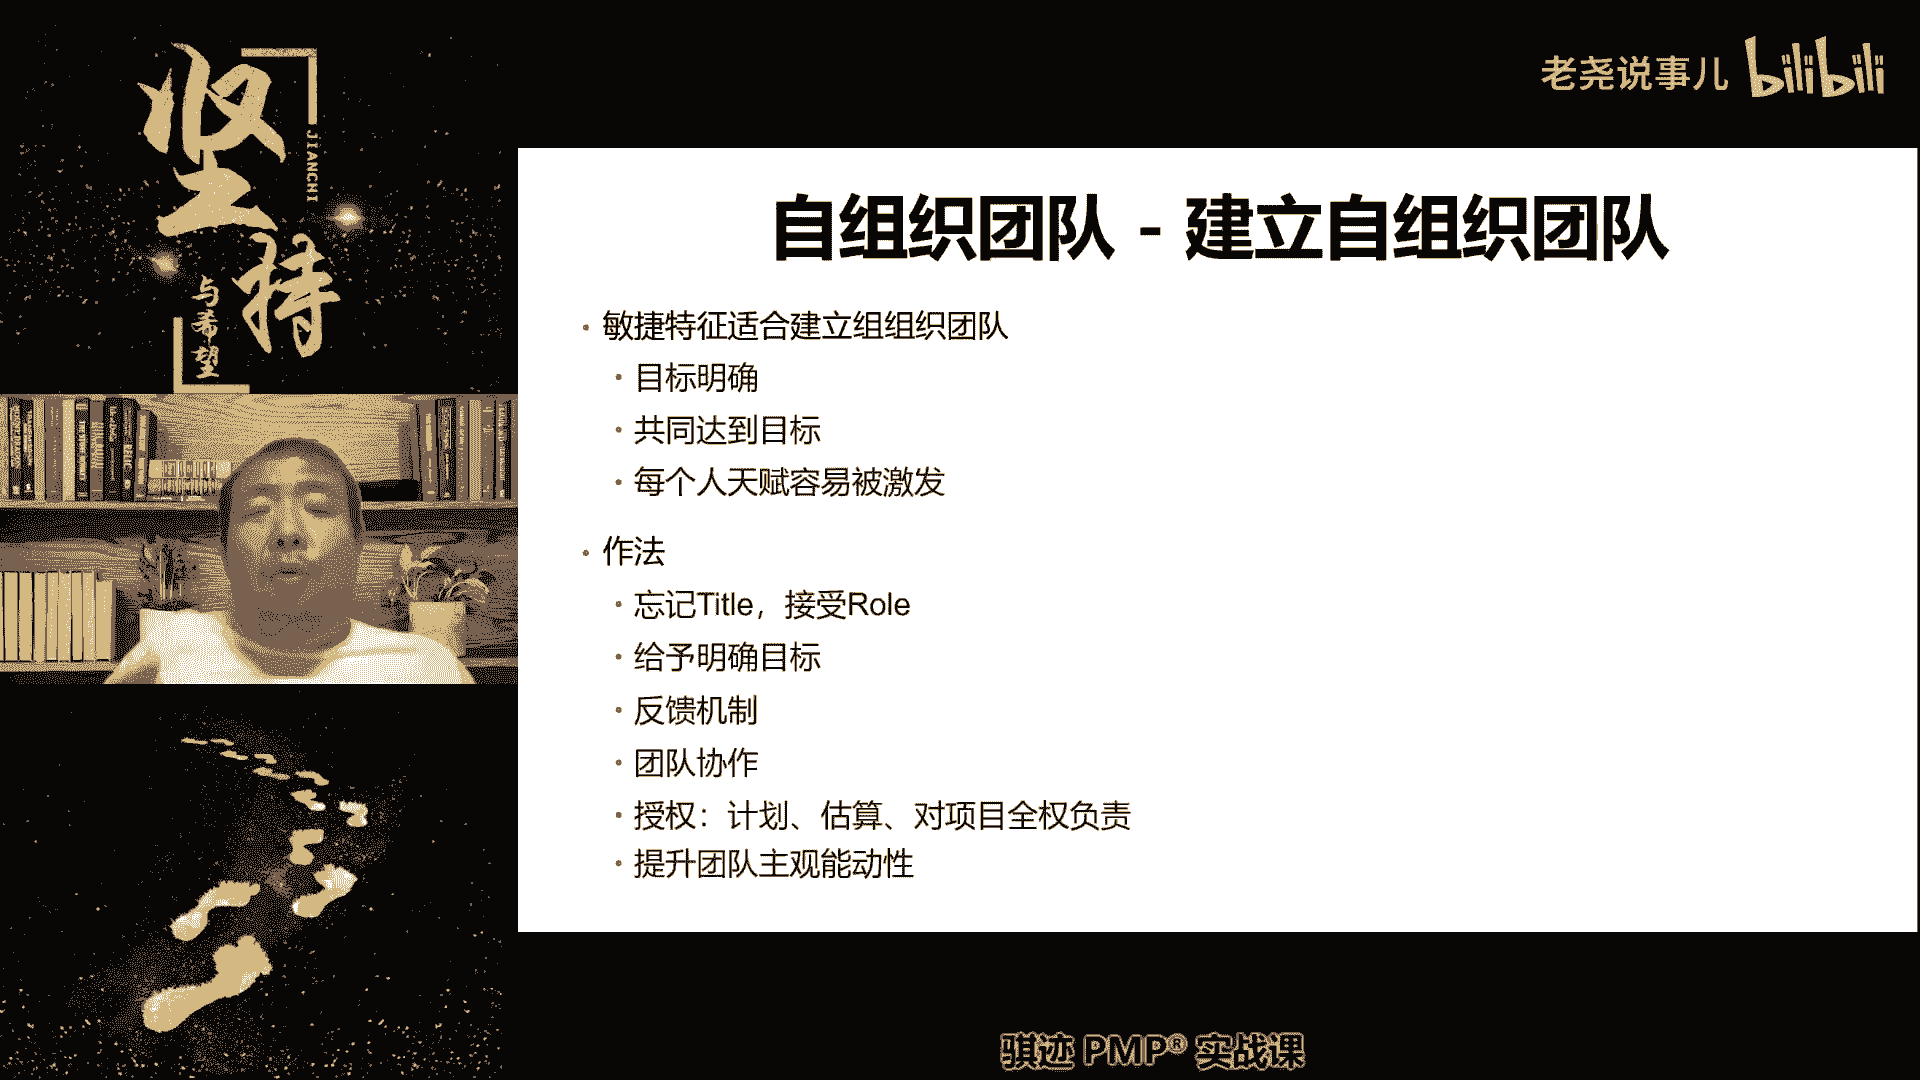 坚持
JIANCHI
与希望
老尧说事儿 bilibili
自组织团队 - 建立自组织团队
· 敏捷特征适合建立组组织团队
· 目标明确
· 共同达到目标
· 每个人天赋容易被激发
· 作法
· 忘记Title，接受Role
· 给予明确目标
· 反馈机制
· 团队协作
· 授权：计划、估算、对项目全权负责
· 提升团队主观能动性
骐迹 PMP® 实战课